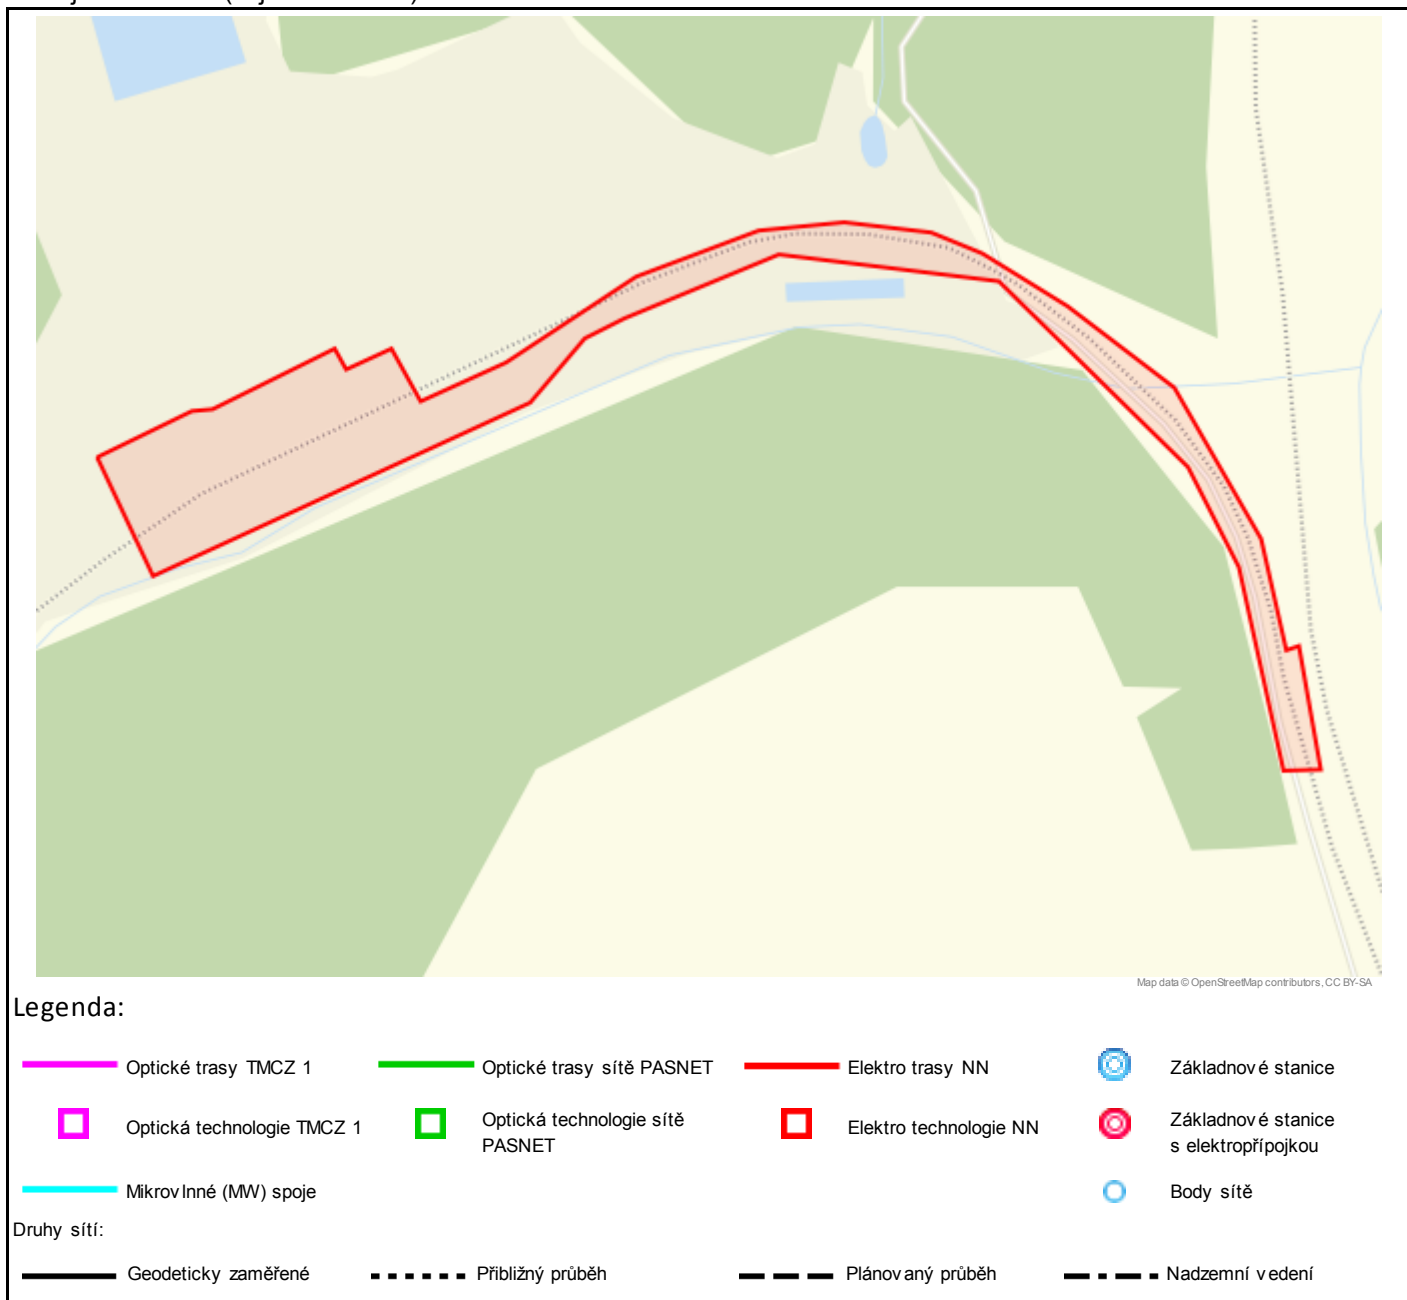 Map data © OpenStreetMap contributors, CC BY-SA
Legenda:
Optické trasy TMCZ 1
Optické trasy sítě PASNET
Elektro trasy NN
Základnové stanice
Optická technologie TMCZ 1
Optická technologie sítě
PASNET
Elektro technologie NN
Základnové stanice
s elektropřípojkou
Mikrovlnné (MW) spoje
Body sítě
Druhy sítí:
Geodeticky zaměřené
Přibližný průběh
Plánovaný průběh
Nadzemní vedení